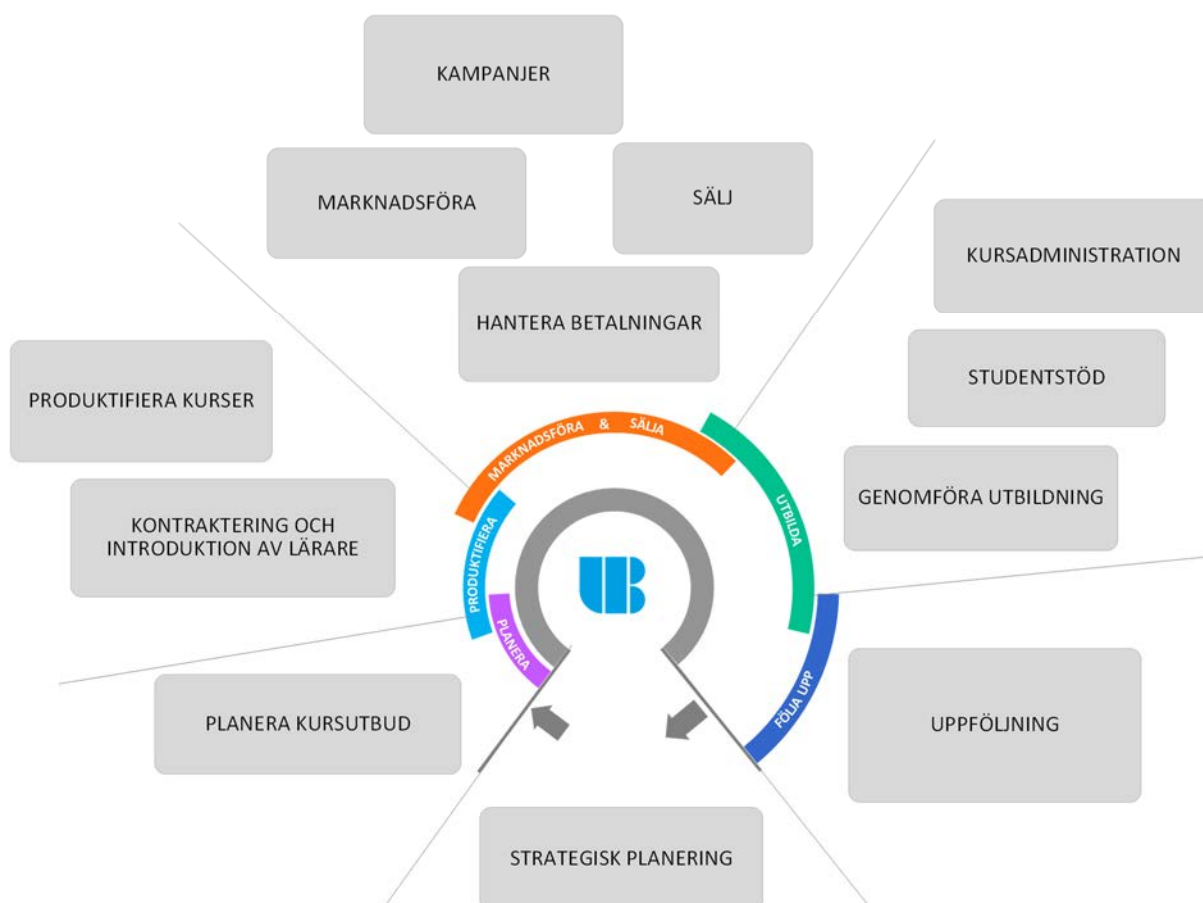 KAMPANJER
MARKNADSFÖRA
SÄLJ
HANTERA BETALNINGAR
KURSADMINISTRATION
STUDENTSTÖD
GENOMFÖRA UTBILDNING
PRODUKTIFIERA KURSER
KONTRAKTERING OCH
INTRODUKTION AV LÄRARE
MARKNADSFÖRA & SÄLJA
UTBILDA
PRODUKTIFIERA
PLANERA
FÖLJA UPP
UB
PLANERA KURSUTBUD
UPPFÖLJNING
STRATEGISK PLANERING